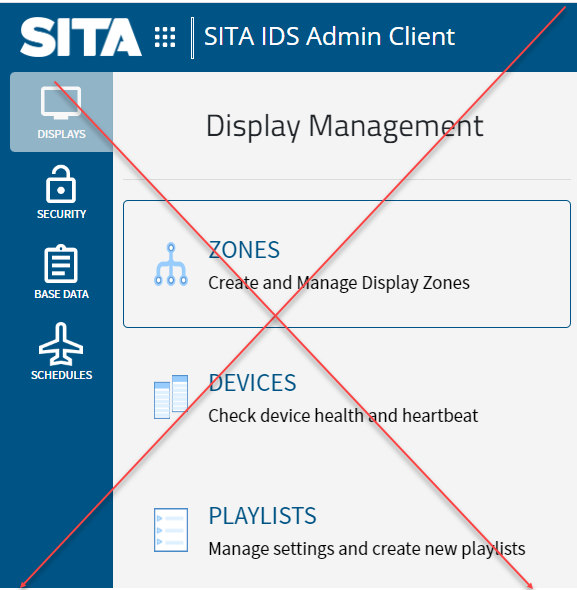 SITA
SITA IDS Admin Client
DISPLAYS
SECURITY
BASE DATA
SCHEDULES
Display Management
ZONES
Create and Manage Display Zones
DEVICES
Check device health and heartbeat
PLAYLISTS
Manage settings and create new playlists